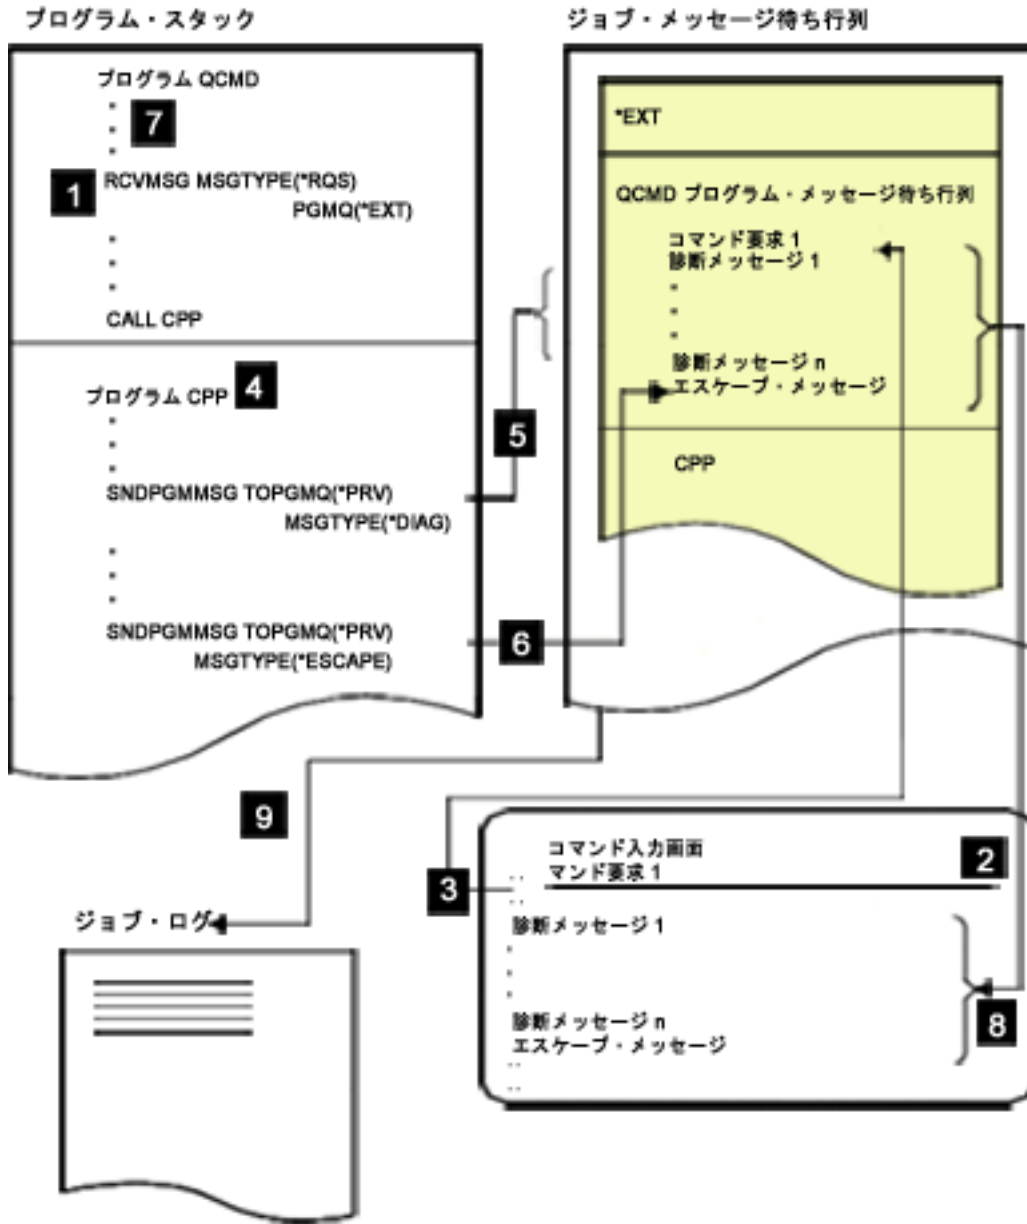 プログラム・スタック
プログラム QCMD
7
1
RCVMSG MSGTYPE(*RQS)
PGMQ(*EXT)
CALL CPP
プログラム CPP
4
5
SNDPGMMSG TOPGMQ(*PRV)
MSGTYPE(*DIAG)
SNDPGMMSG TOPGMQ(*PRV)
MSGTYPE(*ESCAPE)
6
ジョブ・メッセージ待ち行列
*EXT
QCMD プログラム・メッセージ待ち行列
コマンド要求 1
診断メッセージ 1
診断メッセージ n
エスケープ・メッセージ
CPP
9
ジョブ・ログ
3
コマンド入力画面
マンド要求 1
2
診断メッセージ 1
診断メッセージ n
エスケープ・メッセージ
8